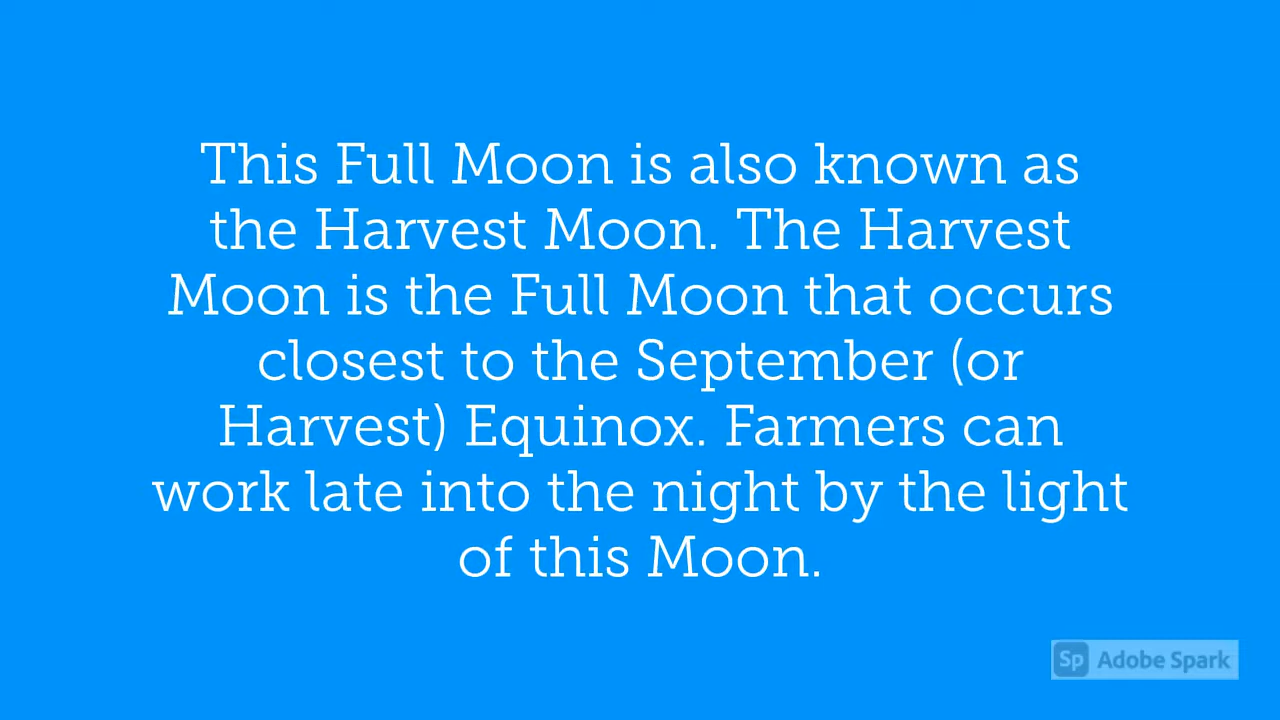 This Full Moon is also known as
the Harvest Moon. The Harvest
Moon is the Full Moon that occurs
closest to the September (or
Harvest) Equinox. Farmers can
work late into the night by the light
of this Moon.
Sp Adobe Spark